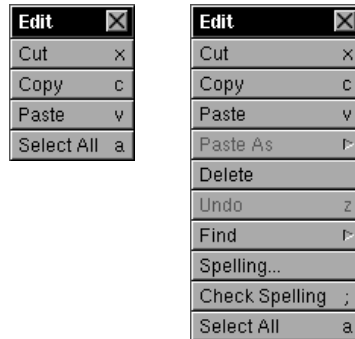 Edit
Cut x
Copy c
Paste v
Select All a
Edit
Cut x
Copy c
Paste v
Paste As
Delete
Undo z
Find
Spelling...
Check Spelling ;
Select All a